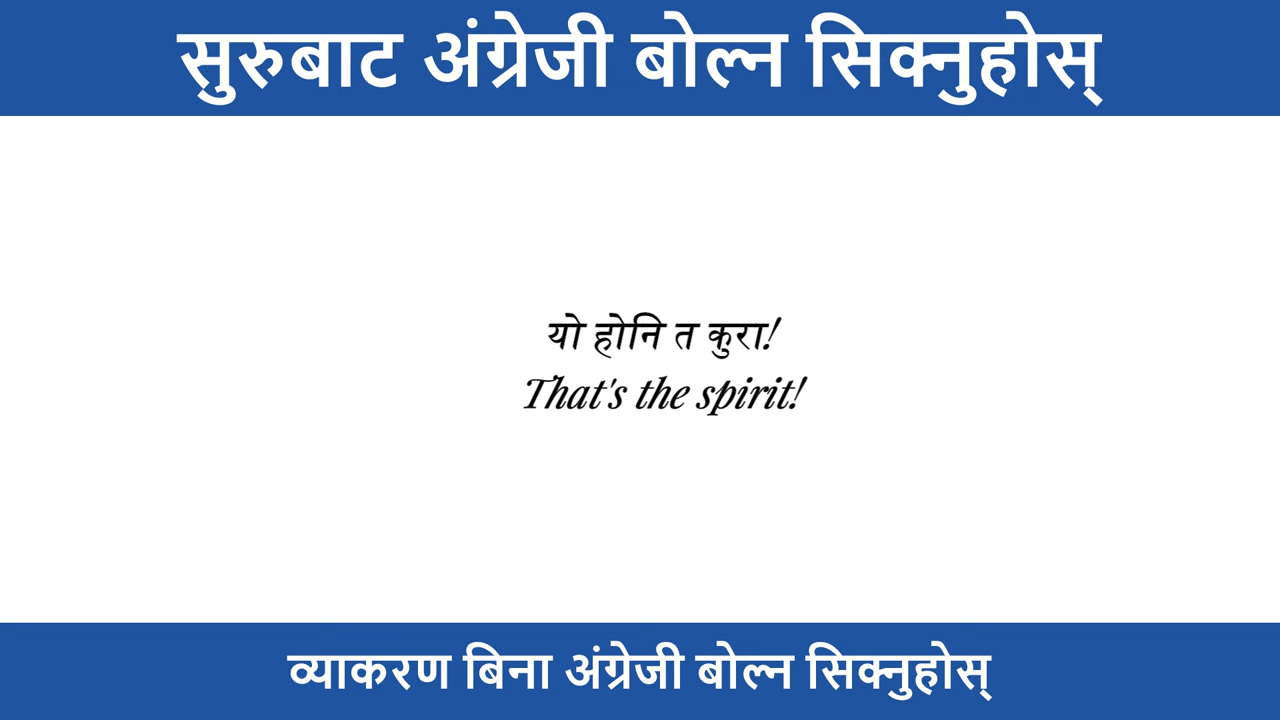 सुरुबाट अंग्रेजी बोल्न सिक्नुहोस्
यो होनि त कुरा!
That's the spirit!
व्याकरण बिना अंग्रेजी बोल्न सिक्नुहोस्